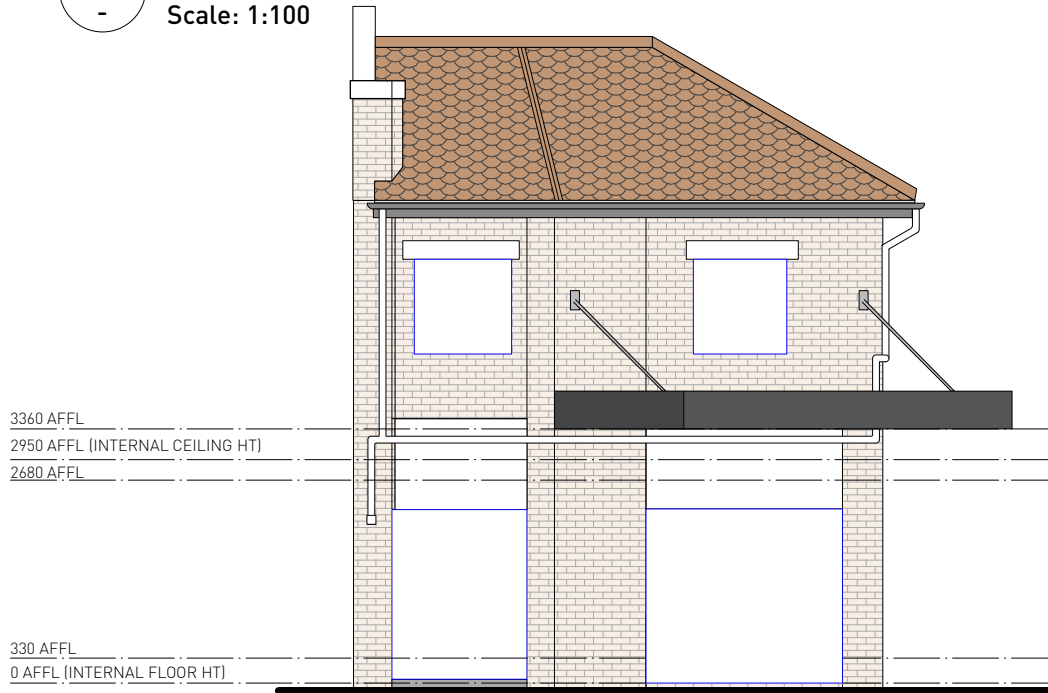 -
Scale: 1:100
3360 AFFL
2950 AFFL (INTERNAL CEILING HT)
2680 AFFL
330 AFFL
0 AFFL (INTERNAL FLOOR HT)